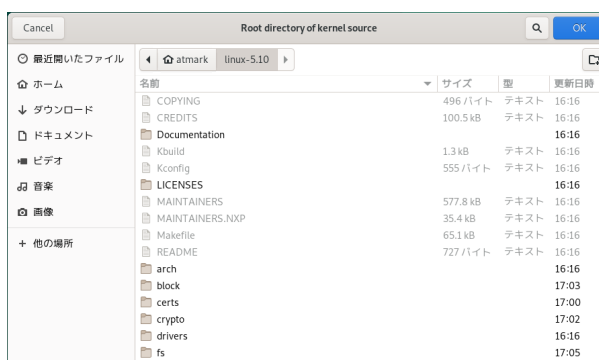 Cancel Root directory of kernel source OK
最近開いたファイル atmark linux-5.10
ホーム 名前 サイズ 型 更新日時
COPYING 496 バイト テキスト 16:16
ダウンロード CREDITS 100.5 kB テキスト 16:16
ドキュメント Documentation 16:16
Kbuild 1.3 kB テキスト 16:16
ビデオ Kconfig 555 バイト テキスト 16:16
音楽 LICENSES 16:16
MAINTAINERS 577.8 kB テキスト 16:16
画像 MAINTAINERS.NXP 35.4 kB テキスト 16:16
Makefile 65.1 kB テキスト 16:16
+ 他の場所 README 727 バイト テキスト 16:16
arch 16:16
block 17:03
certs 17:00
crypto 17:02
drivers 16:16
fs 17:05